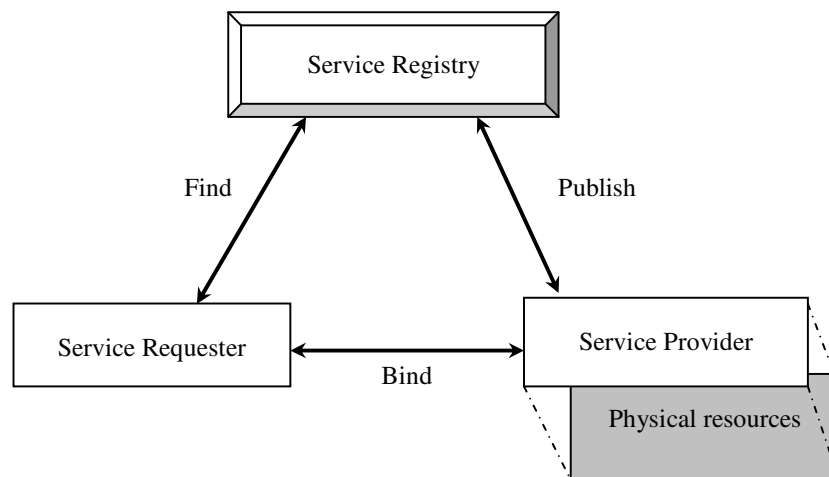 Service Registry
Find
Publish
Service Requester
Service Provider
Bind
Physical resources